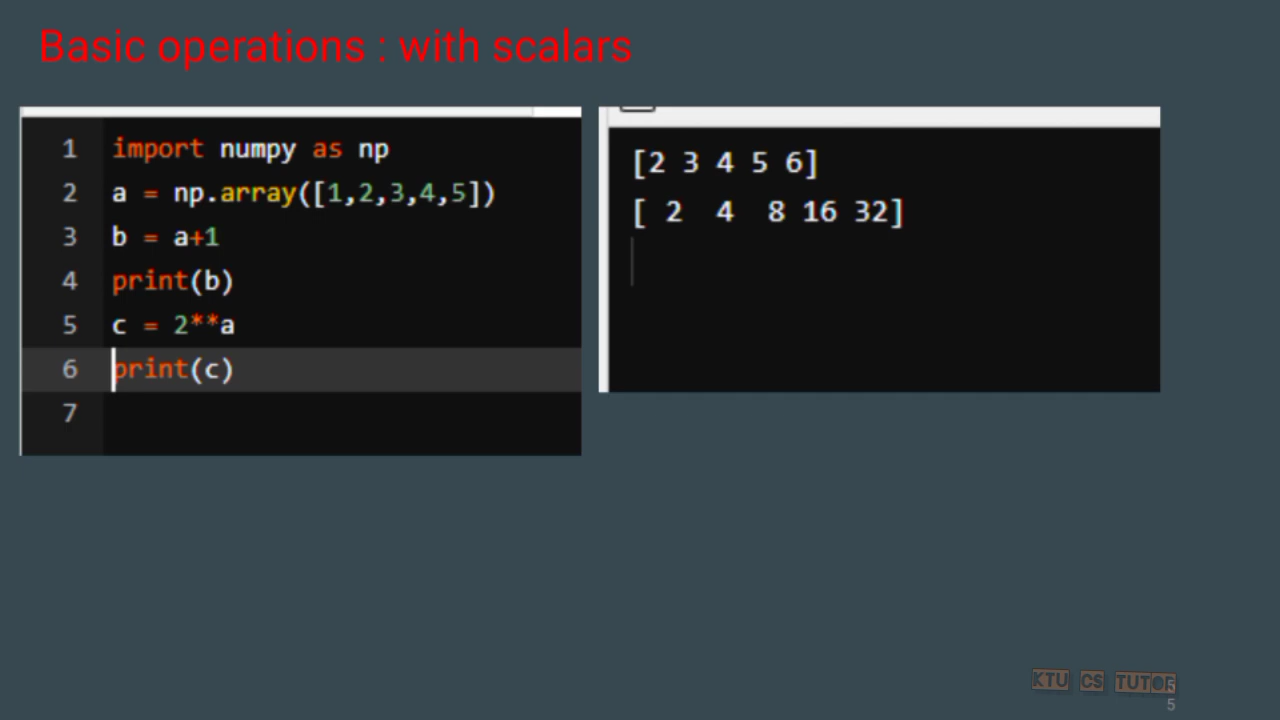 Basic operations : with scalars
1 import numpy as np
2 a = np.array([1,2,3,4,5])
3 b = a+1
4 print(b)
5 c = 2**a
6 print(c)
7
[2 3 4 5 6]
[ 2  4  8 16 32]
KTU CS TUTOR
5
5